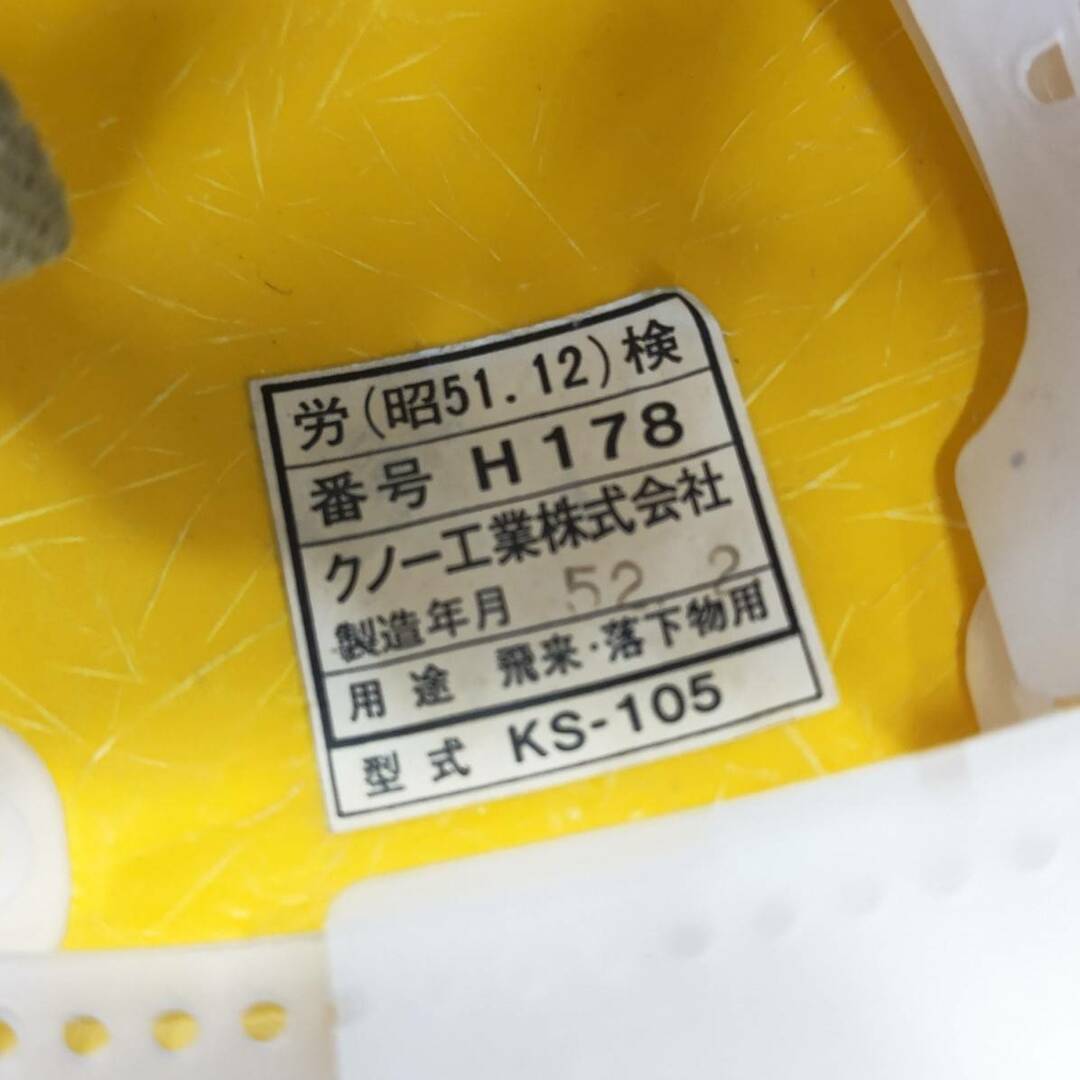 労(昭51.12)検
番号 H178
クノー工業株式会社
製造年月 52.2
用途 飛来・落下物用
型式 KS-105